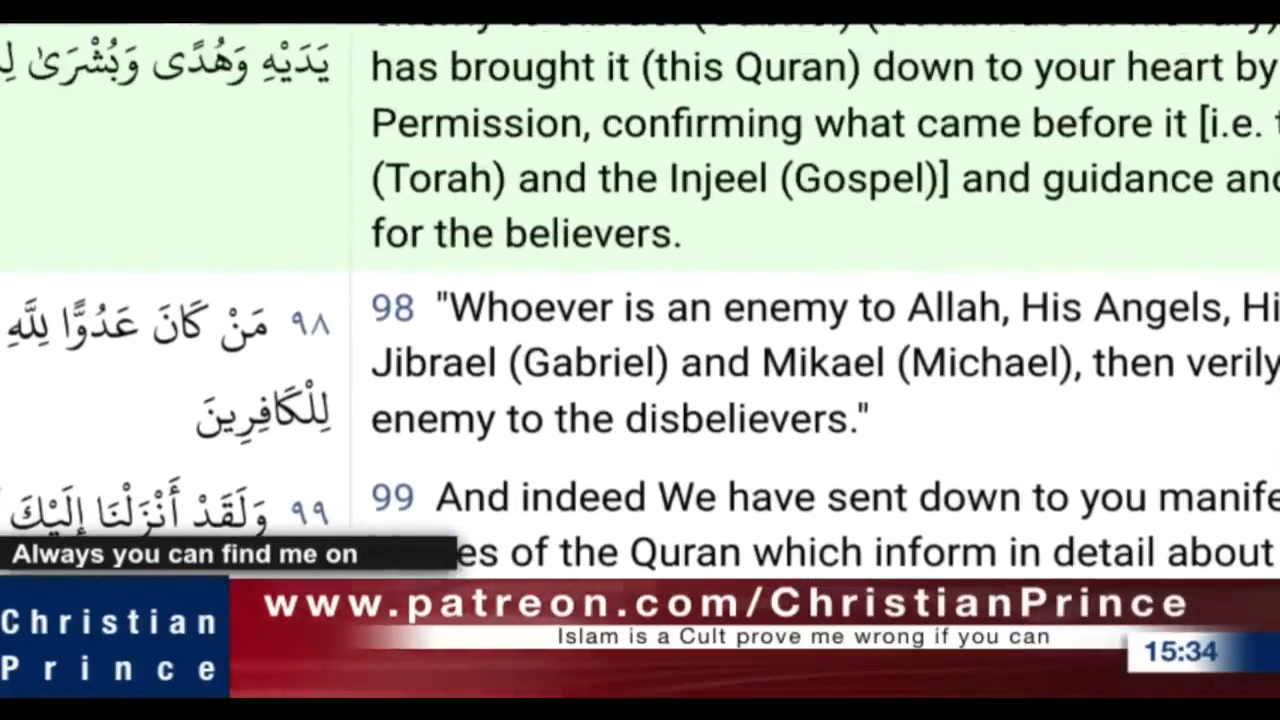 يَدَيْهِ وَهُدًى وَبُشْرَىٰ
has brought it (this Quran) down to your heart by
Permission, confirming what came before it [i.e.
(Torah) and the Injeel (Gospel)] and guidance and
for the believers.
٩٨ مَنْ كَانَ عَدُوًّا لِلَّهِ
لِلْكَافِرِينَ
98 "Whoever is an enemy to Allah, His Angels, Hi
Jibrael (Gabriel) and Mikael (Michael), then verily
enemy to the disbelievers."
٩٩ وَلَقَدْ أَنْزَلْنَا إِلَيْكَ
99 And indeed We have sent down to you manife
es of the Quran which inform in detail about
Always you can find me on
Christian
Prince
www.patreon.com/ChristianPrince
Islam is a Cult prove me wrong if you can
15:34